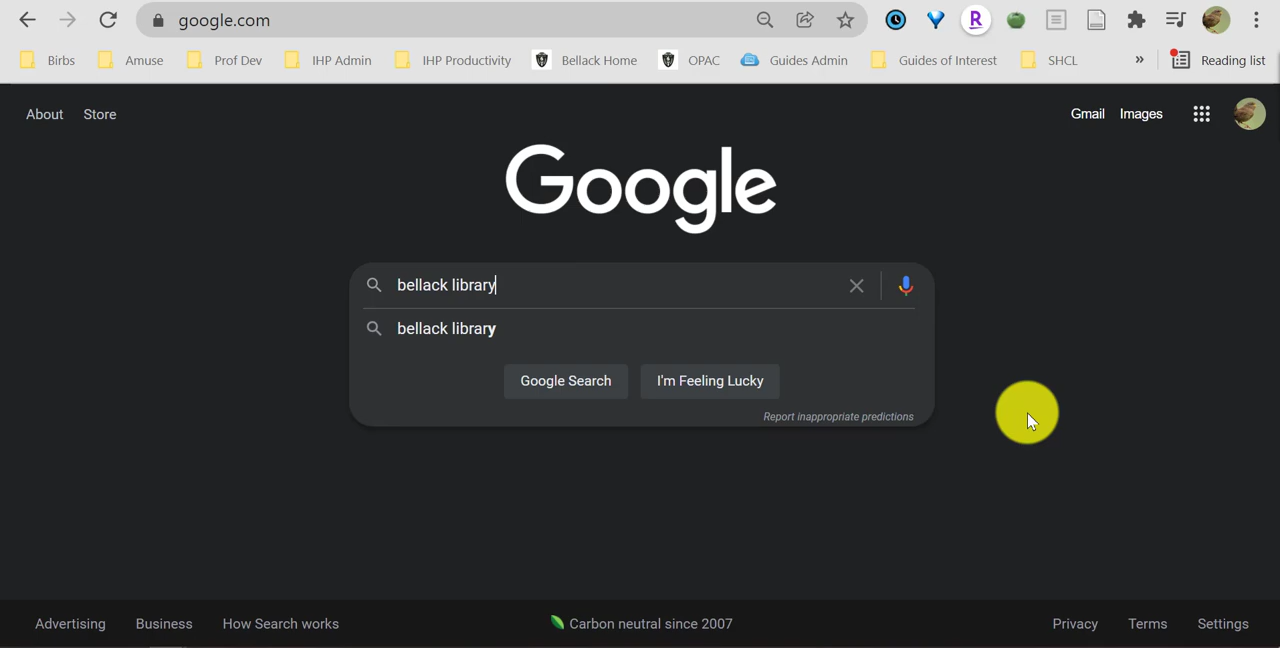 google.com
R
Birbs Amuse Prof Dev IHP Admin IHP Productivity Bellack Home OPAC Guides Admin Guides of Interest SHCL » Reading list
About Store Gmail Images
Google
bellack library
bellack library
Google Search I'm Feeling Lucky
Report inappropriate predictions
Advertising Business How Search works Carbon neutral since 2007 Privacy Terms Settings